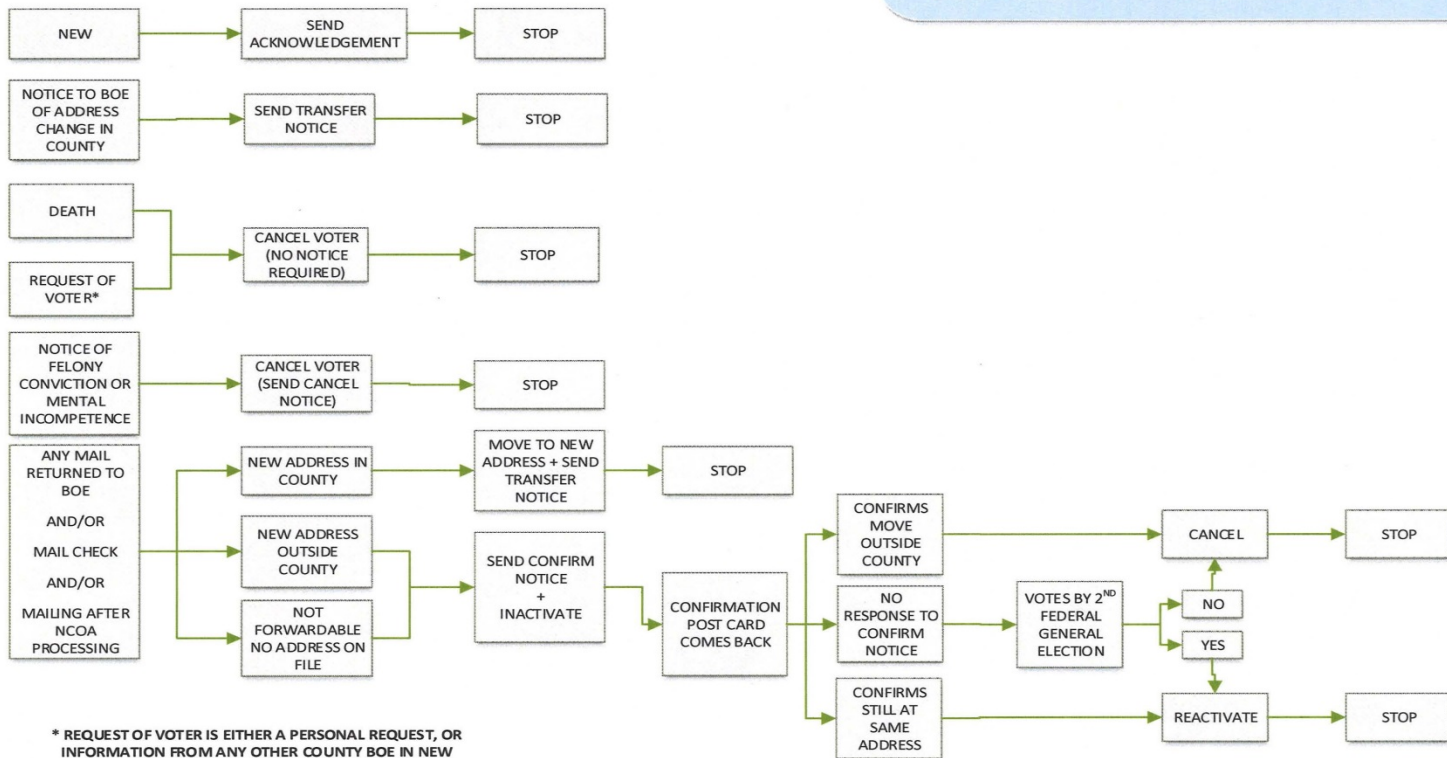 NEW
SEND
ACKNOWLEDGEMENT
STOP
NOTICE TO BOE
OF ADDRESS
CHANGE IN
COUNTY
SEND TRANSFER
NOTICE
STOP
DEATH
REQUEST OF
VOTER*
CANCEL VOTER
(NO NOTICE
REQUIRED)
STOP
NOTICE OF
FELONY
CONVICTION OR
MENTAL
INCOMPETENCE
CANCEL VOTER
(SEND CANCEL
NOTICE)
STOP
ANY MAIL
RETURNED TO
BOE
AND/OR
MAIL CHECK
AND/OR
MAILING AFTER
NCOA
PROCESSING
NEW ADDRESS IN
COUNTY
MOVE TO NEW
ADDRESS + SEND
TRANSFER
NOTICE
STOP
NEW ADDRESS
OUTSIDE
COUNTY
NOT
FORWARDABLE
NO ADDRESS ON
FILE
SEND CONFIRM
NOTICE
+
INACTIVATE
CONFIRMATION
POST CARD
COMES BACK
CONFIRMS
MOVE
OUTSIDE
COUNTY
CANCEL
STOP
NO
RESPONSE TO
CONFIRM
NOTICE
VOTES BY 2ND
FEDERAL
GENERAL
ELECTION
NO
YES
CONFIRMS
STILL AT
SAME
ADDRESS
REACTIVATE
STOP
* REQUEST OF VOTER IS EITHER A PERSONAL REQUEST, OR
INFORMATION FROM ANY OTHER COUNTY BOE IN NEW